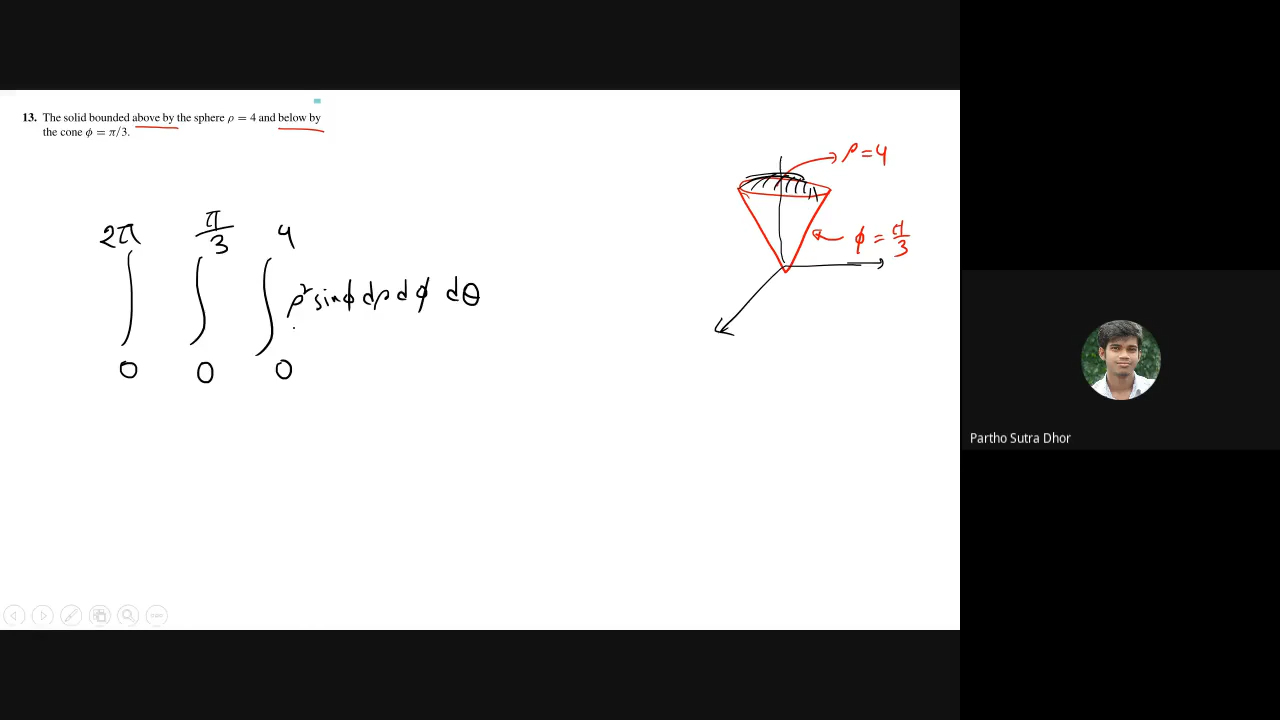 13. The solid bounded above by the sphere ρ = 4 and below by
the cone ϕ = π/3.
ρ=4
ϕ = π/3
2π π/3 4
∫ ∫ ∫ ρ² sinϕ dρ dϕ dθ
0 0 0
Partho Sutra Dhor